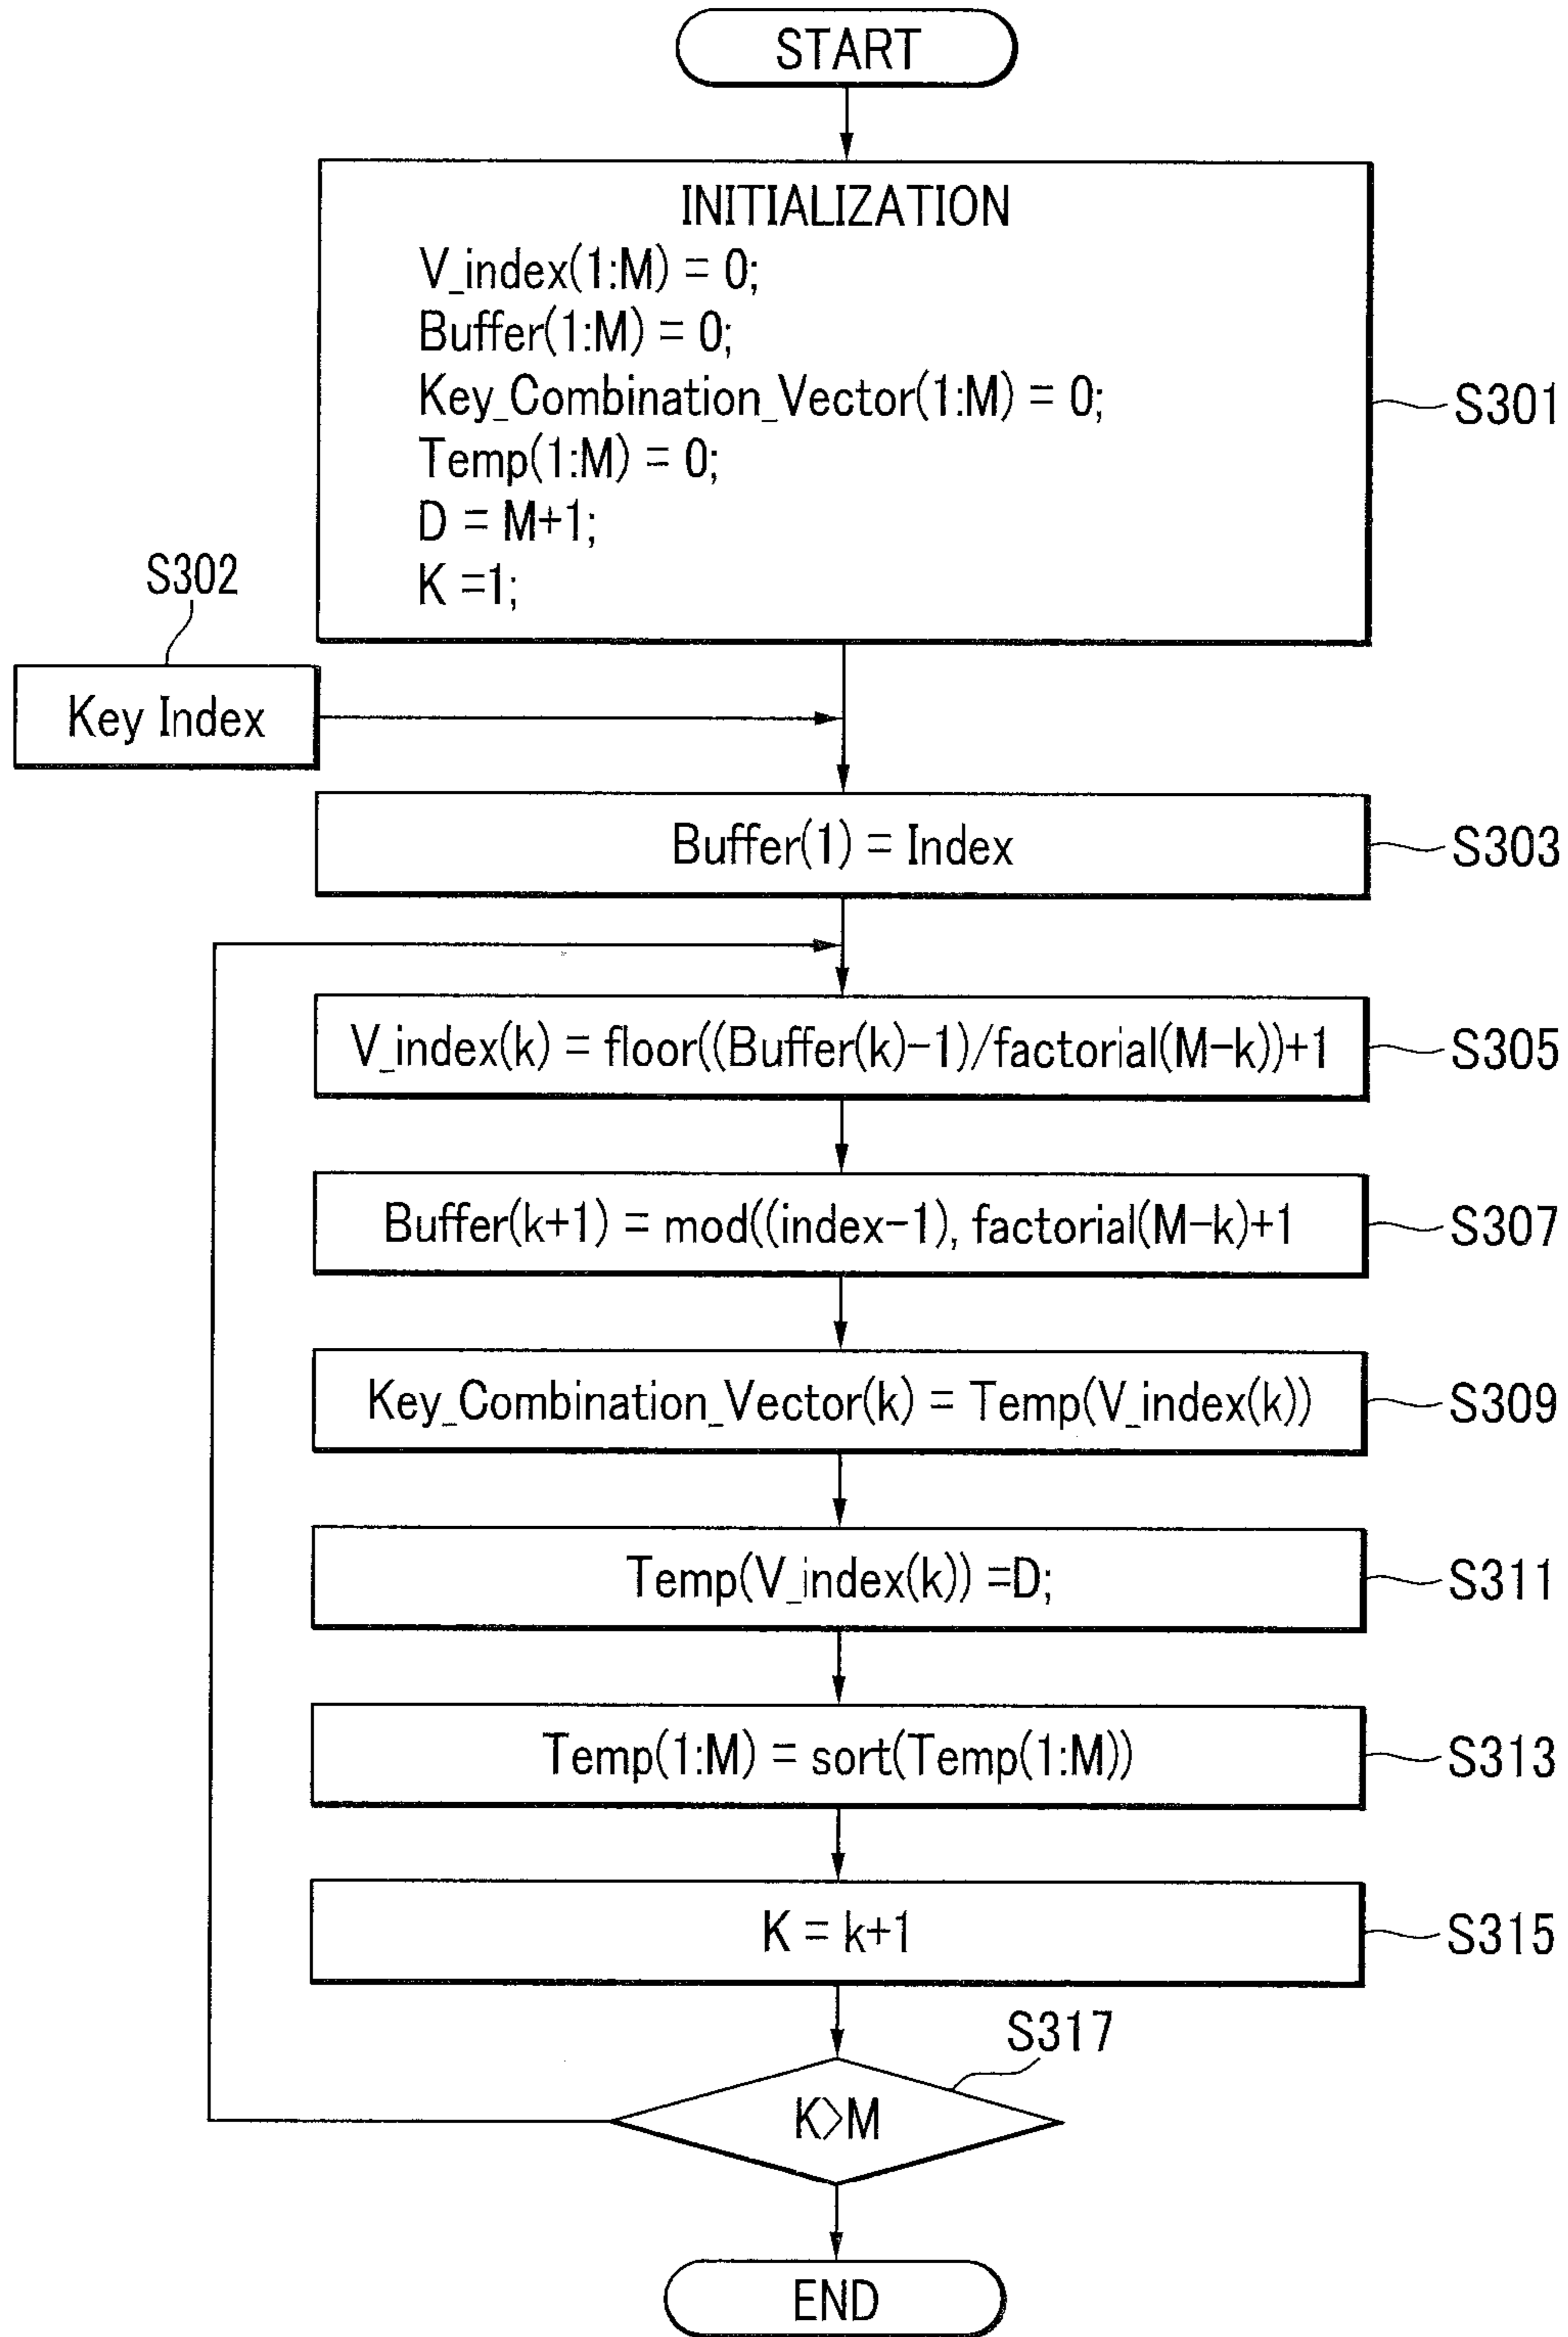 START
INITIALIZATION
V_index(1:M) = 0;
Buffer(1:M) = 0;
Key_Combination_Vector(1:M) = 0;
Temp(1:M) = 0;
D = M+1;
K =1;
S301
S302
Key Index
Buffer(1) = Index
S303
V_index(k) = floor((Buffer(k)-1)/factorial(M-k))+1
S305
Buffer(k+1) = mod((index-1), factorial(M-k)+1
S307
Key_Combination_Vector(k) = Temp(V_index(k))
S309
Temp(V_index(k)) =D;
S311
Temp(1:M) = sort(Temp(1:M))
S313
K = k+1
S315
S317
K>M
END